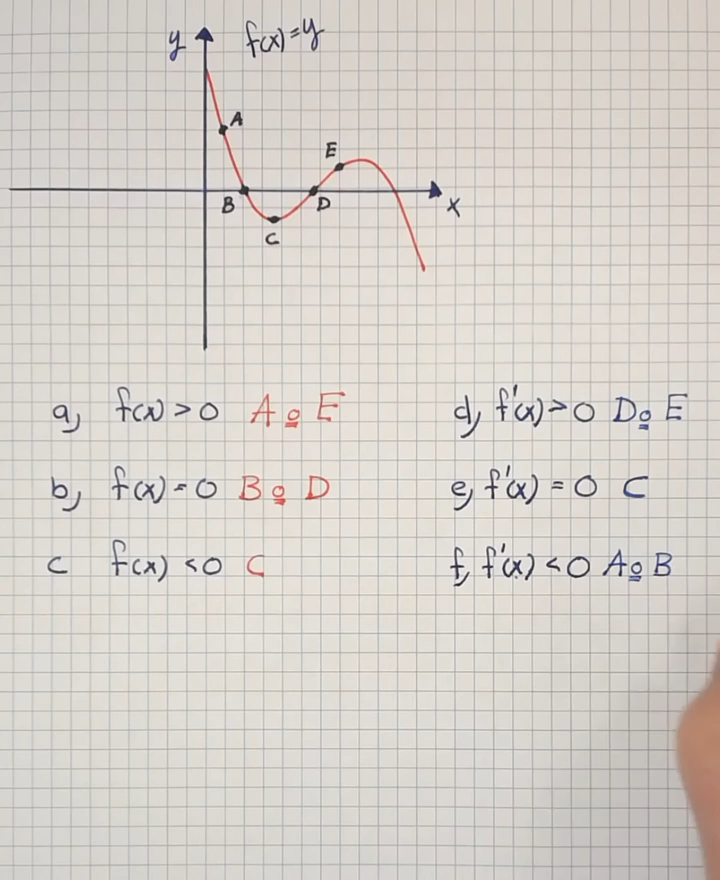 y f(x)=y
A
E
B D x
C
a, f(x) > 0 A o E
d, f'(x) > 0 D o E
b, f(x) = 0 B o D
e, f'(x) = 0 C
c f(x) < 0 C
f, f'(x) < 0 A o B